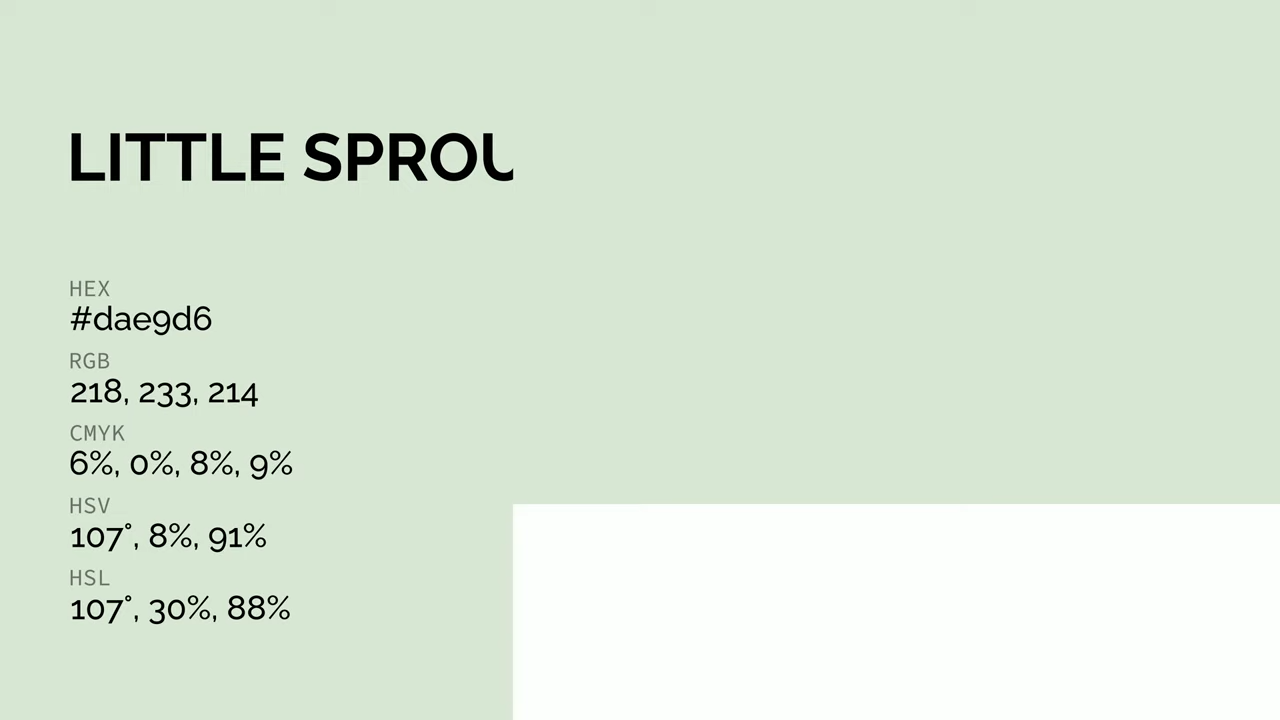 LITTLE SPROU
HEX
#dae9d6
RGB
218, 233, 214
CMYK
6%, 0%, 8%, 9%
HSV
107°, 8%, 91%
HSL
107°, 30%, 88%